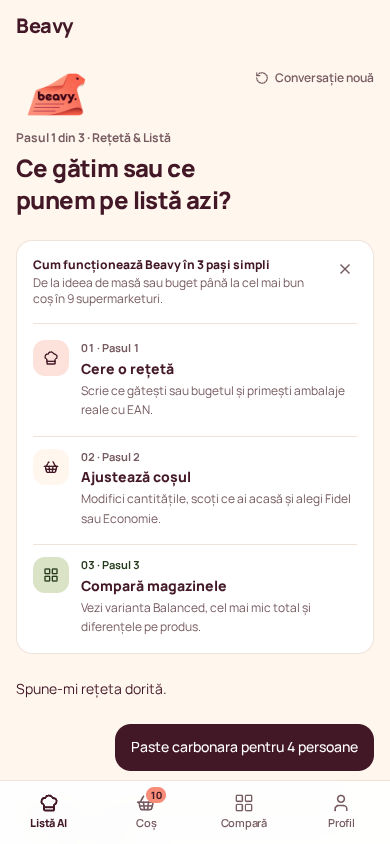 Beavy
beavy.
Conversație nouă
Pasul 1 din 3 · Rețetă & Listă
Ce gătim sau ce
punem pe listă azi?
Cum funcționează Beavy în 3 pași simpli
De la ideea de masă sau buget până la cel mai bun
coș în 9 supermarketuri.
01 · Pasul 1
Cere o rețetă
Scrie ce gătești sau bugetul și primești ambalaje
reale cu EAN.
02 · Pasul 2
Ajustează coșul
Modifici cantitățile, scoți ce ai acasă și alegi Fidel
sau Economie.
03 · Pasul 3
Compară magazinele
Vezi varianta Balanced, cel mai mic total și
diferențele pe produs.
Spune-mi rețeta dorită.
Paste carbonara pentru 4 persoane
10
Listă AI
Coș
Compară
Profil